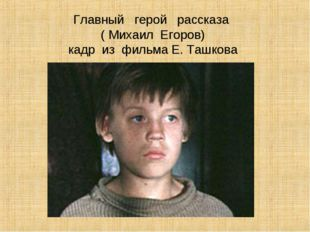 Главный герой рассказа
( Михаил Егоров)
кадр из фильма Е. Ташкова